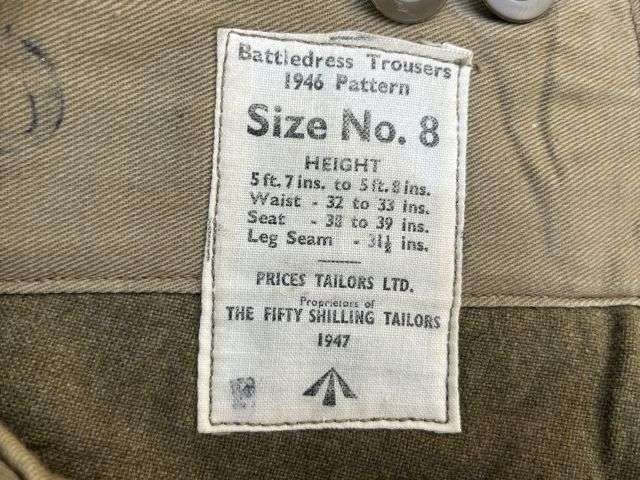 Battledress Trousers
1946 Pattern
Size No. 8
HEIGHT
5 ft. 7 ins. to 5 ft. 8 ins.
Waist - 32 to 33 ins.
Seat - 38 to 39 ins.
Leg Seam - 31½ ins.
PRICES TAILORS LTD.
Proprietors of
THE FIFTY SHILLING TAILORS
1947